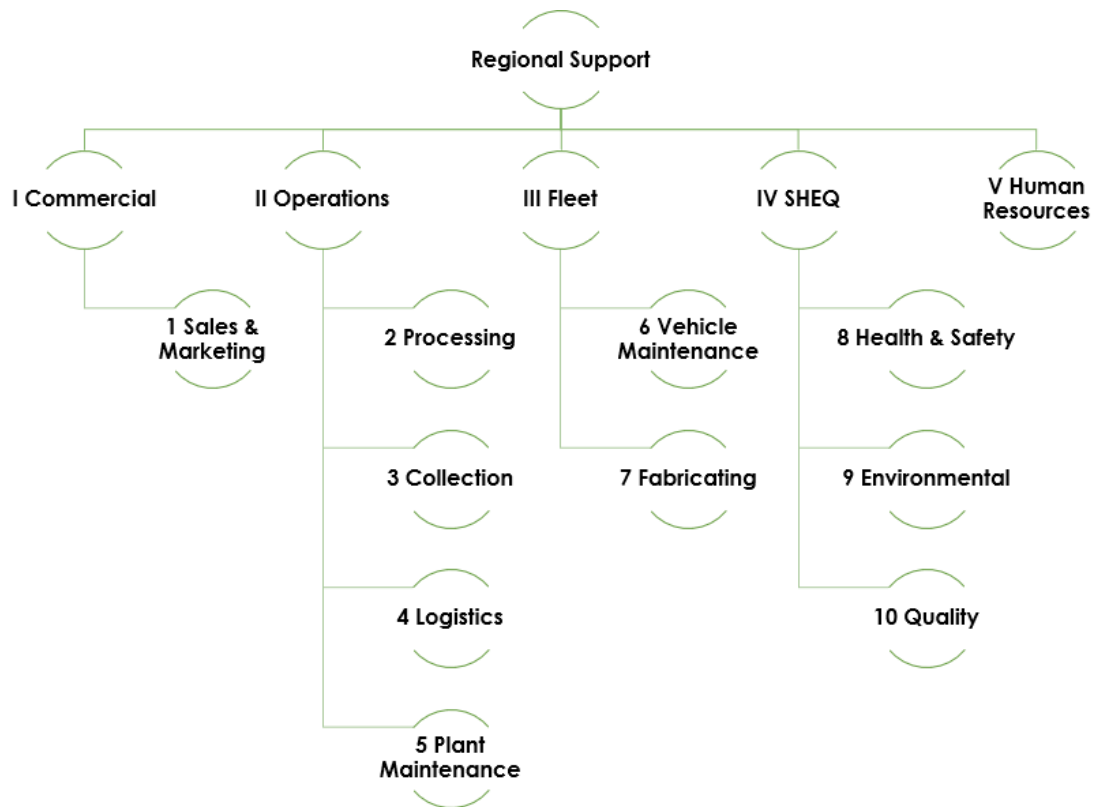 Regional Support
I Commercial
II Operations
III Fleet
IV SHEQ
V Human
Resources
1 Sales &
Marketing
2 Processing
3 Collection
4 Logistics
5 Plant
Maintenance
6 Vehicle
Maintenance
7 Fabricating
8 Health & Safety
9 Environmental
10 Quality